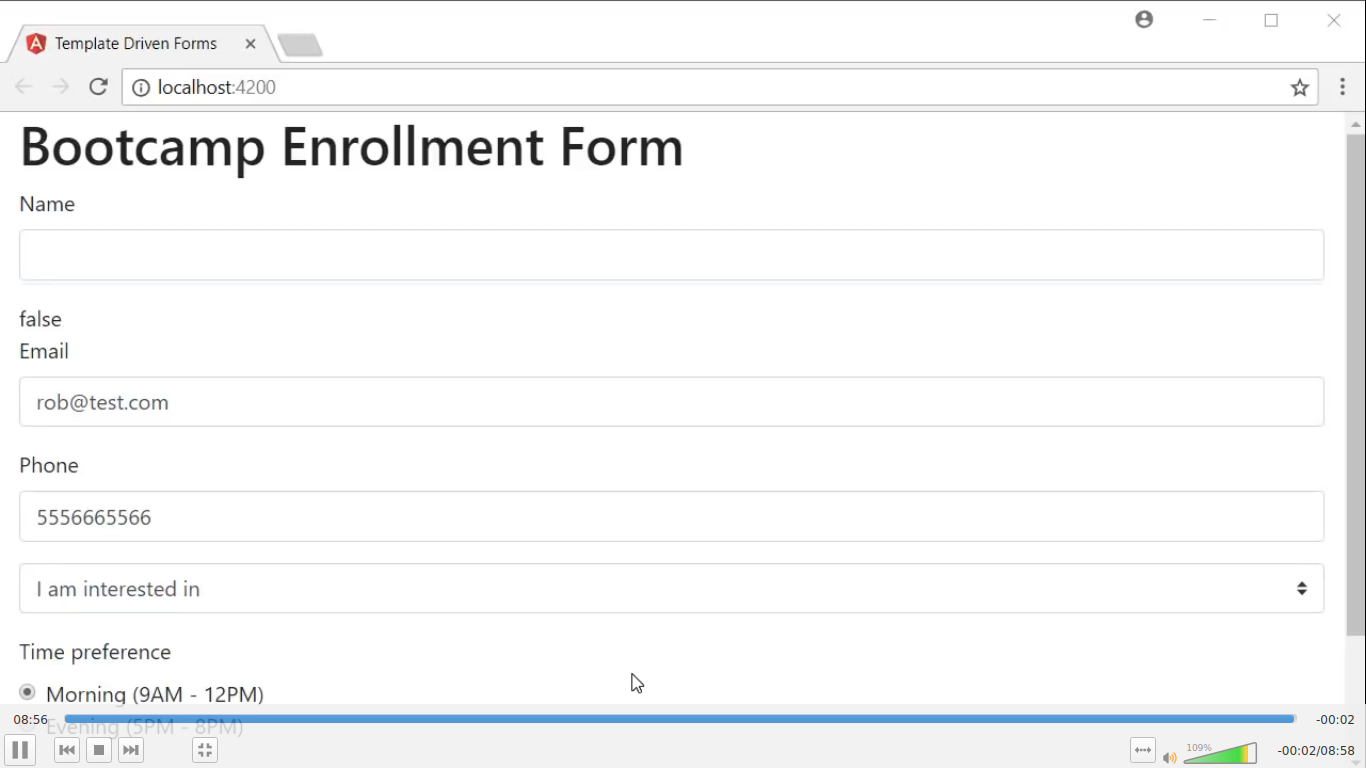 Template Driven Forms
localhost:4200
Bootcamp Enrollment Form
Name
false
Email
rob@test.com
Phone
5556665566
I am interested in
Time preference
Morning (9AM - 12PM)
Evening (5PM - 8PM)
08:56 -00:02
109% -00:02/08:58